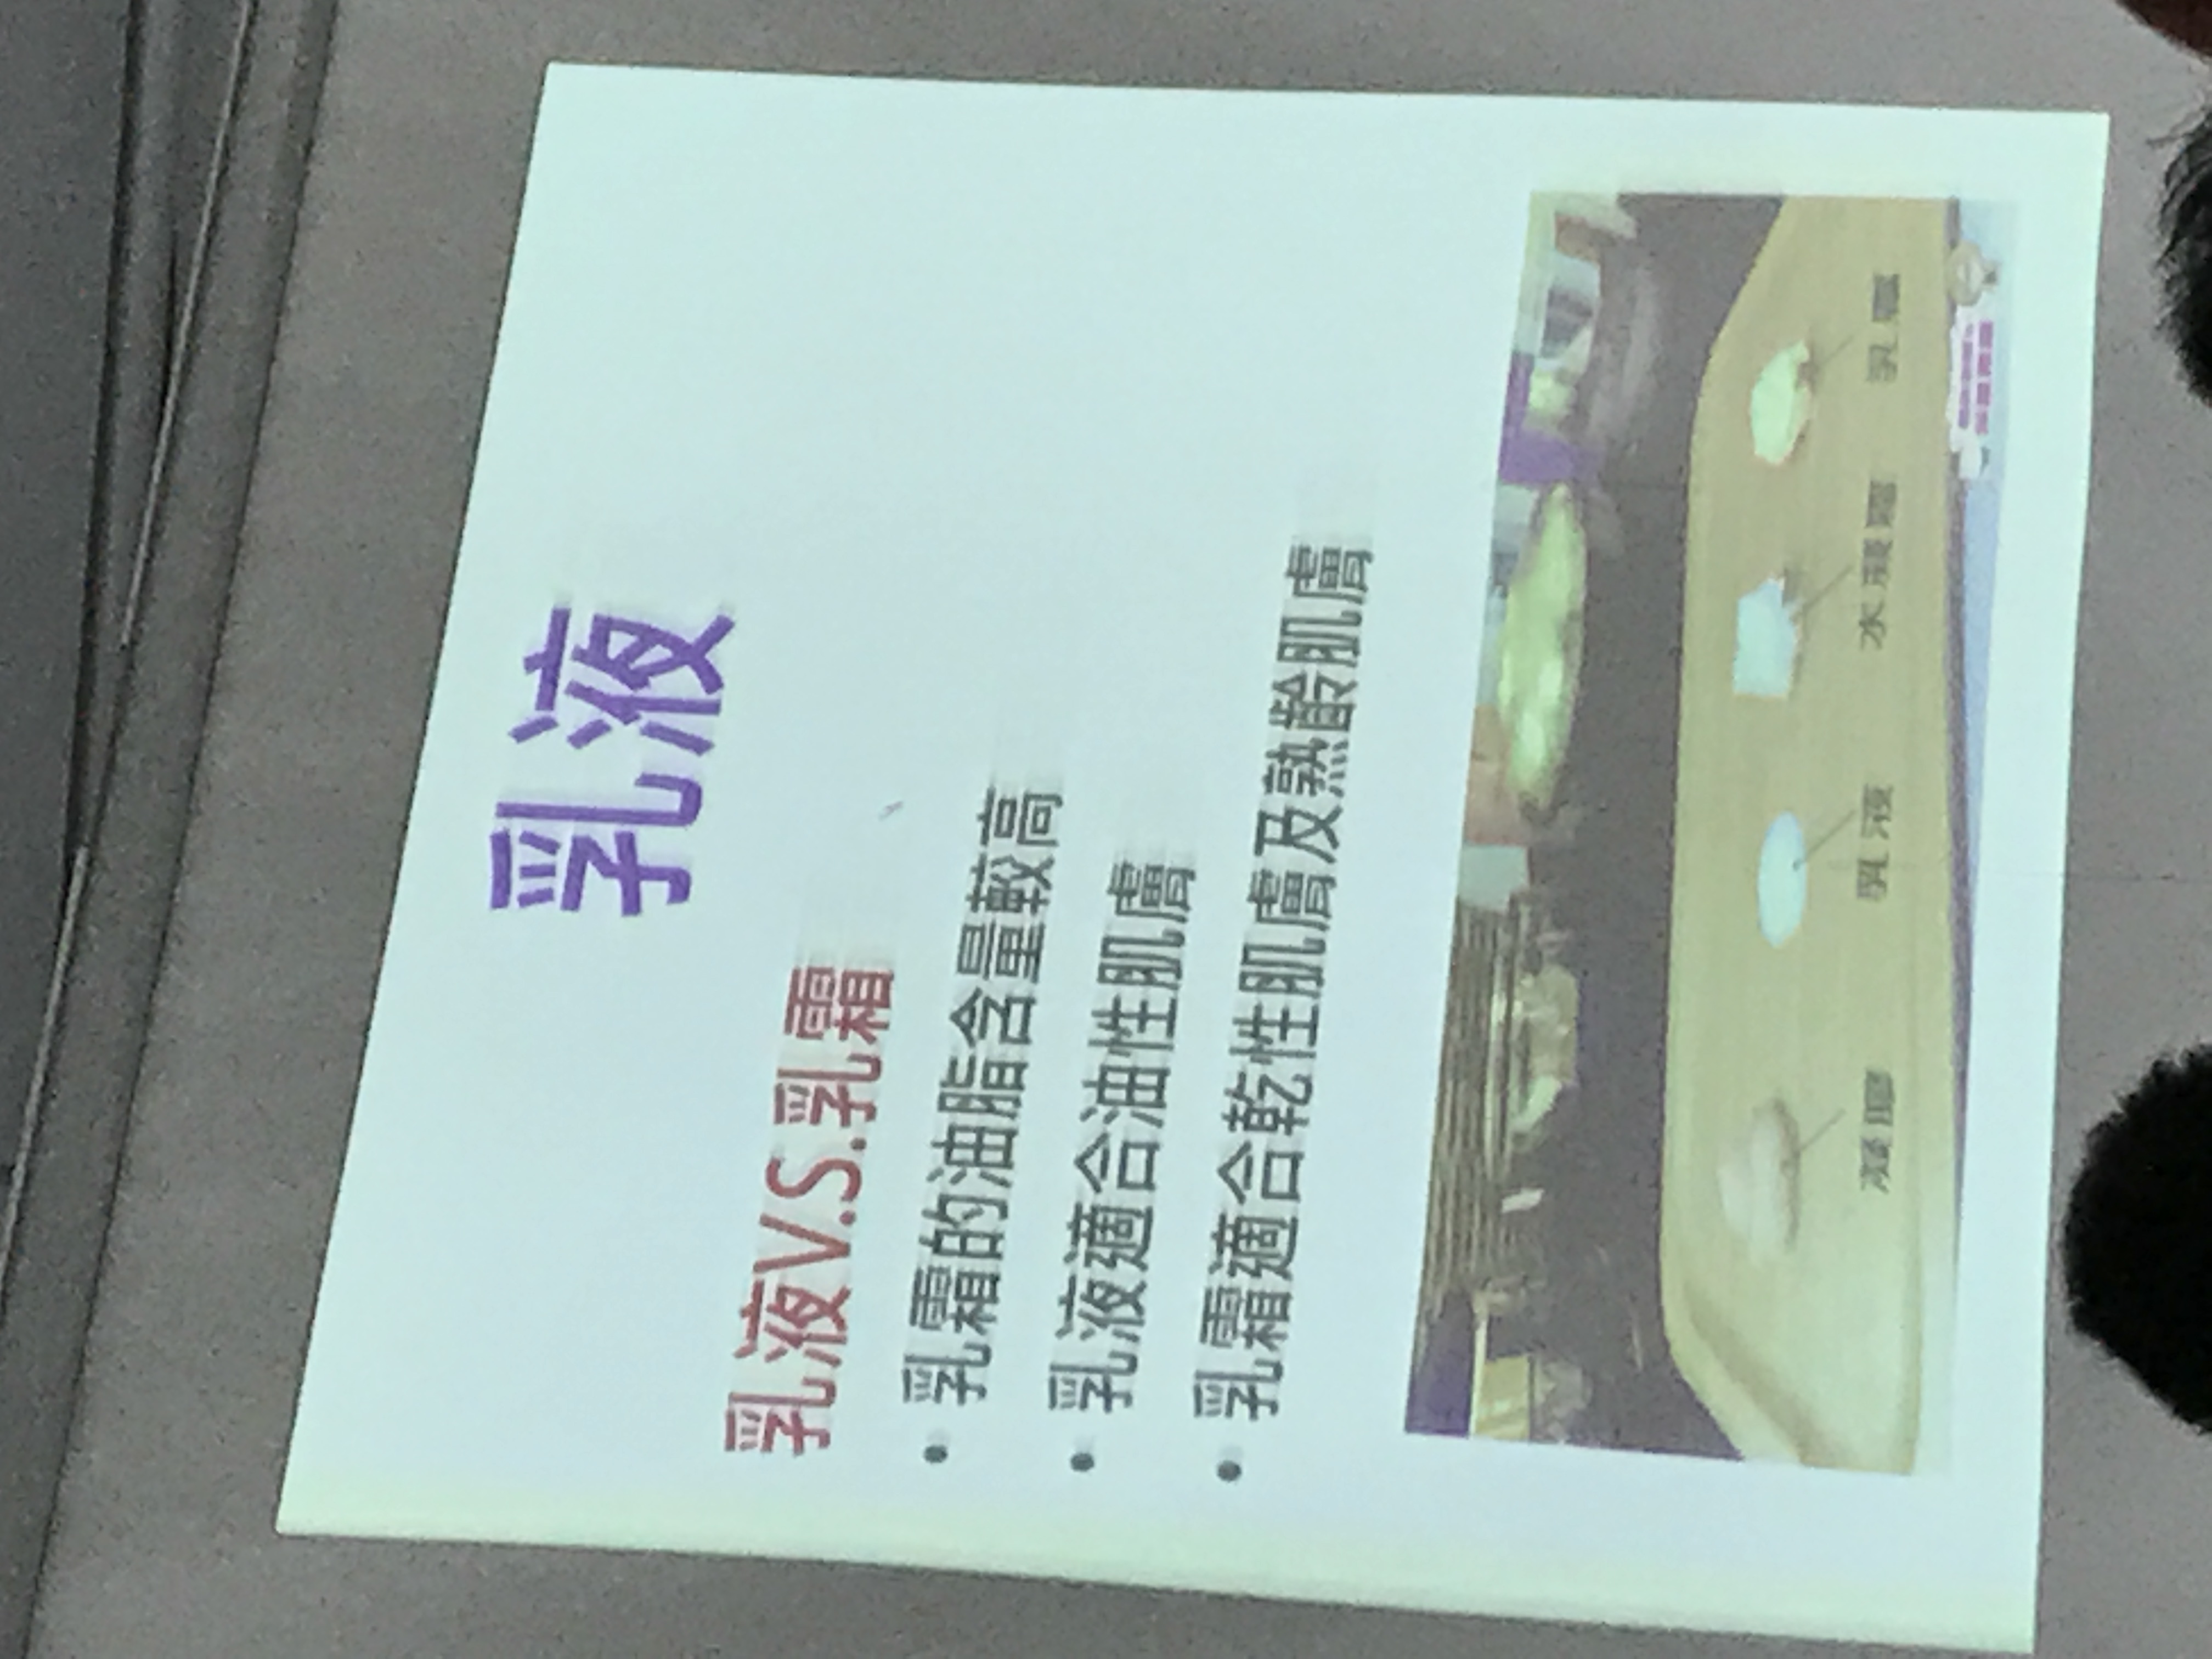 乳液
乳液V.S.乳霜
• 乳霜的油脂含量較高
• 乳液適合油性肌膚
• 乳霜適合乾性肌膚及熟齡肌膚
凝膠 乳液 水凝霜 乳霜